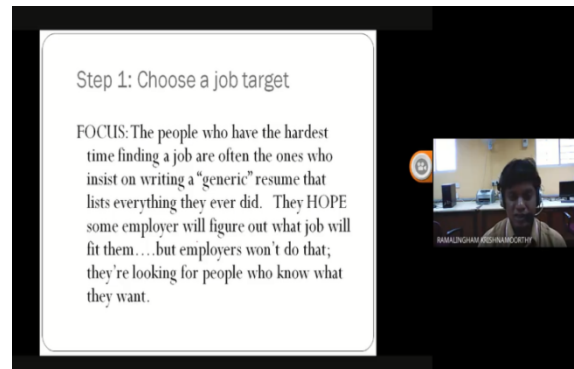 Step 1: Choose a job target
FOCUS: The people who have the hardest
time finding a job are often the ones who
insist on writing a “generic” resume that
lists everything they ever did. They HOPE
some employer will figure out what job will
fit them….but employers won’t do that;
they’re looking for people who know what
they want.
RAMALINGHAM KRISHNAMOORTHY